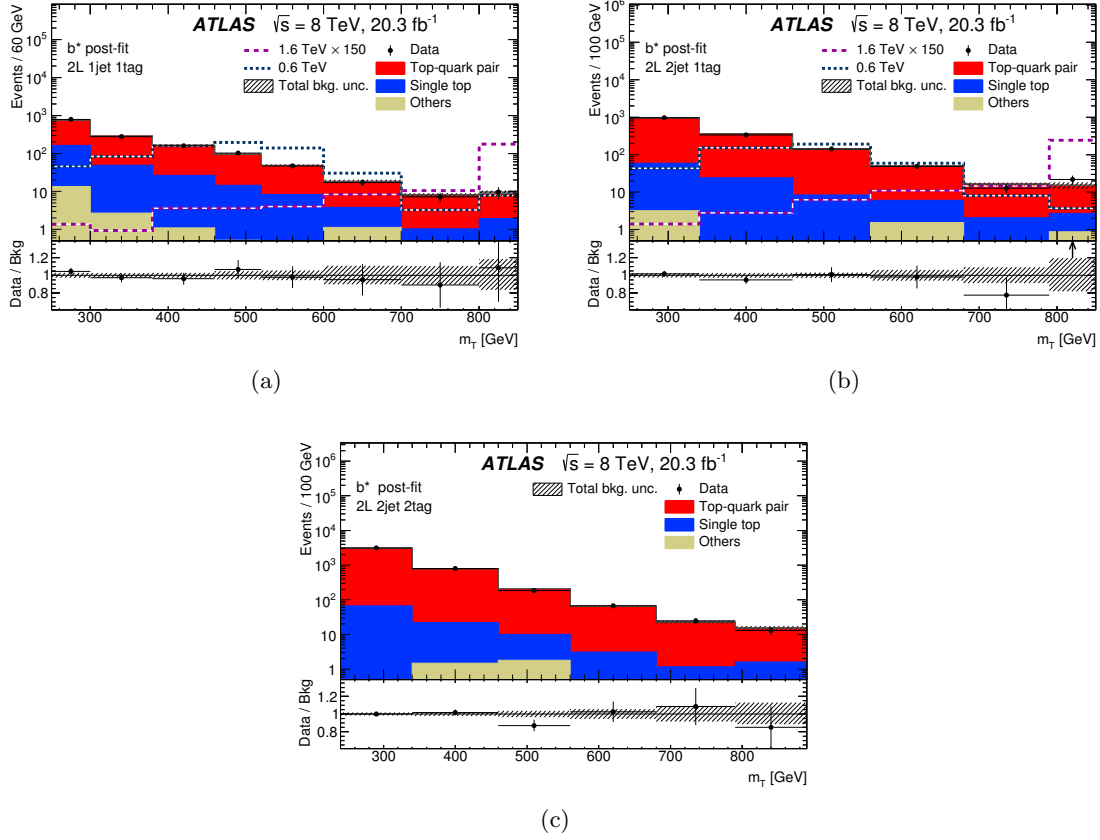 ATLAS √s = 8 TeV, 20.3 fb⁻¹
b* post-fit
2L 1jet 1tag
1.6 TeV × 150
0.6 TeV
Total bkg. unc.
Data
Top-quark pair
Single top
Others
Events / 60 GeV
10⁵
10⁴
10³
10²
10
1
Data / Bkg
1.2
1
0.8
300 400 500 600 700 800
m_T [GeV]
(a)
ATLAS √s = 8 TeV, 20.3 fb⁻¹
b* post-fit
2L 2jet 1tag
1.6 TeV × 150
0.6 TeV
Total bkg. unc.
Data
Top-quark pair
Single top
Others
Events / 100 GeV
10⁵
10⁴
10³
10²
10
1
Data / Bkg
1.2
1
0.8
300 400 500 600 700 800
m_T [GeV]
(b)
ATLAS √s = 8 TeV, 20.3 fb⁻¹
b* post-fit
2L 2jet 2tag
Total bkg. unc.
Data
Top-quark pair
Single top
Others
Events / 100 GeV
10⁶
10⁵
10⁴
10³
10²
10
1
Data / Bkg
1.2
1
0.8
300 400 500 600 700 800
m_T [GeV]
(c)